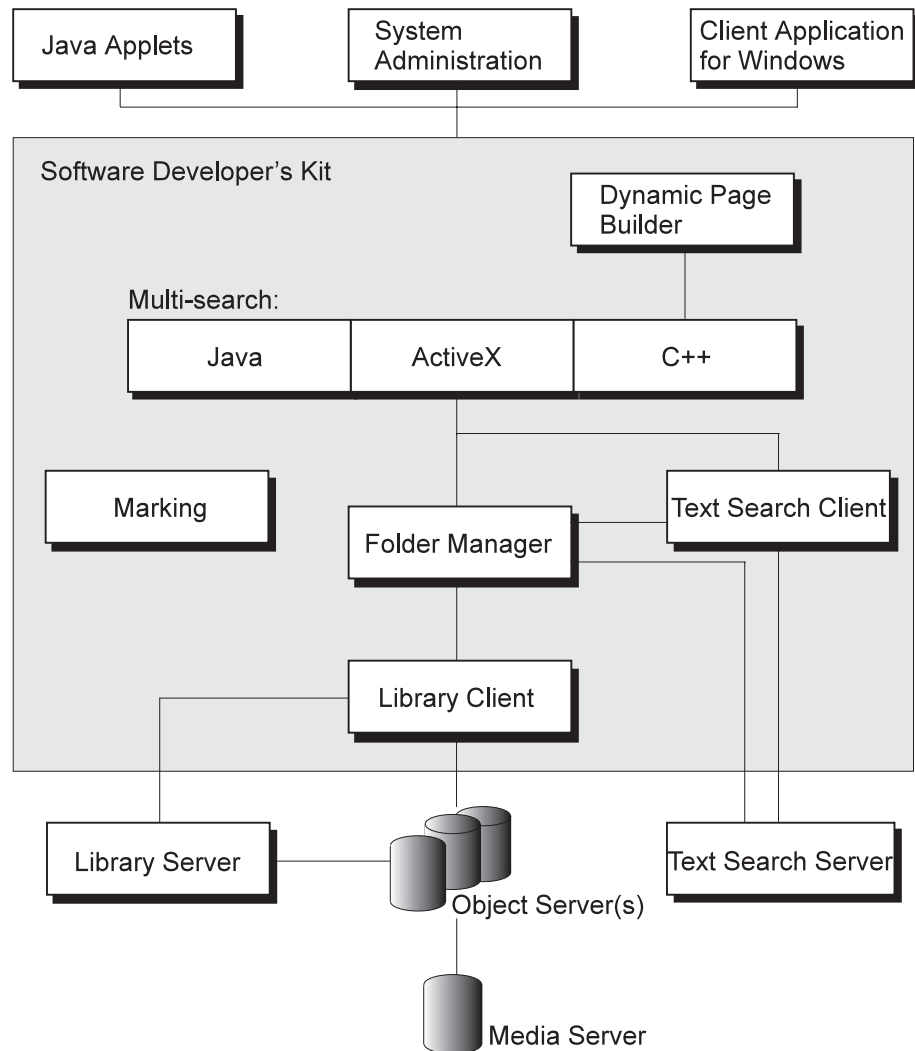 Java Applets
System
Administration
Client Application
for Windows
Software Developer's Kit
Dynamic Page
Builder
Multi-search:
Java
ActiveX
C++
Marking
Folder Manager
Text Search Client
Library Client
Library Server
Object Server(s)
Text Search Server
Media Server